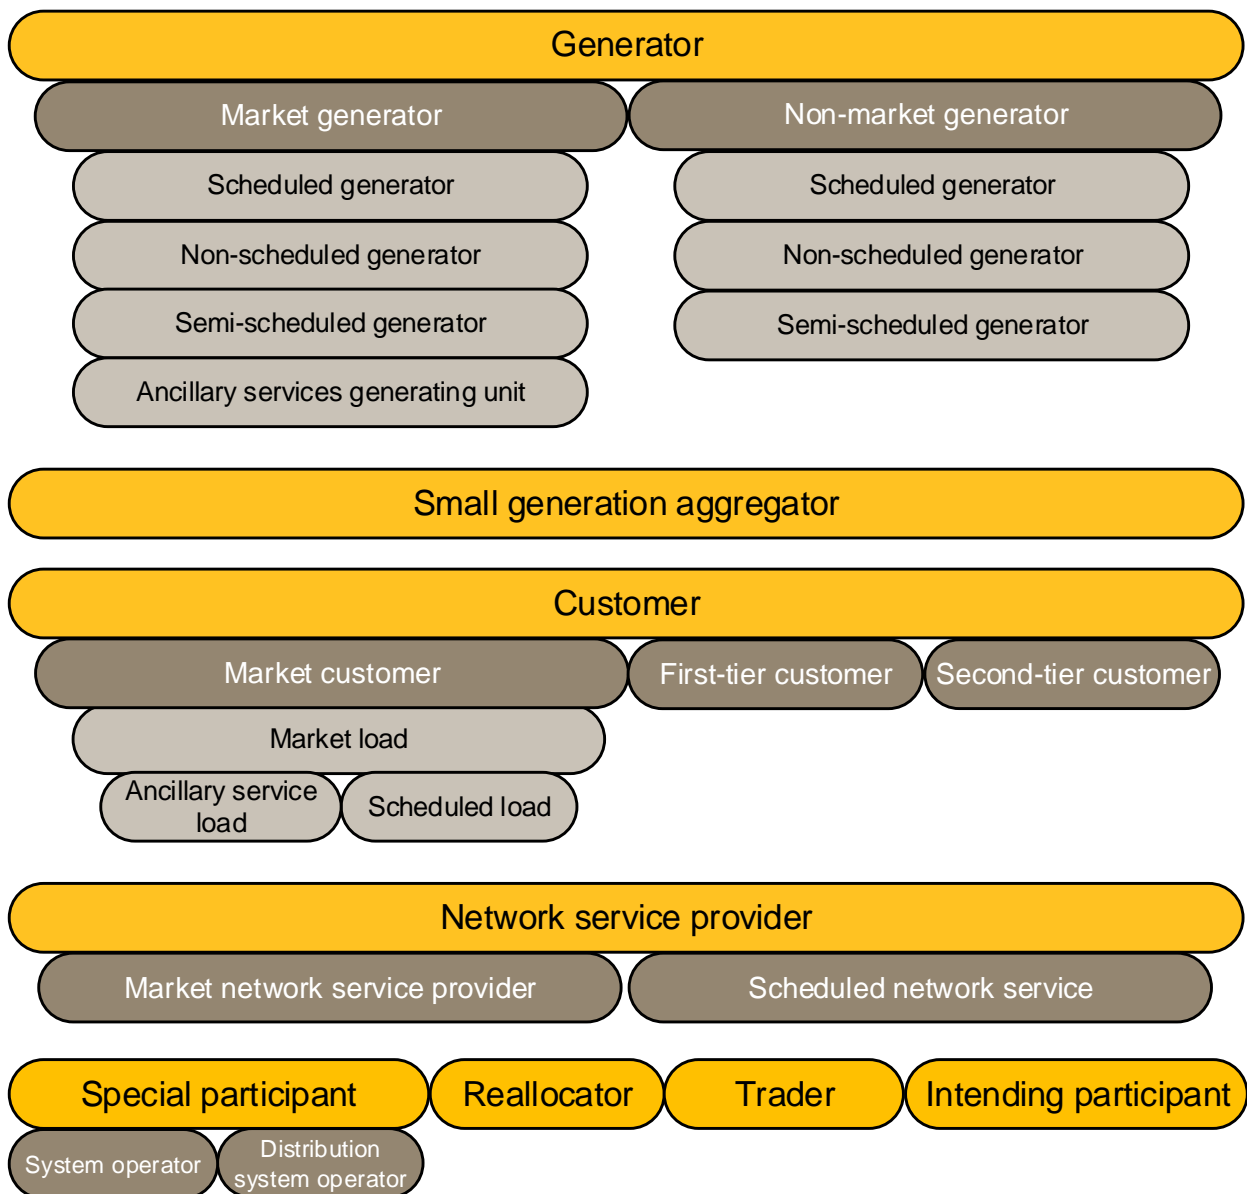 Generator
Market generator
Non-market generator
Scheduled generator
Scheduled generator
Non-scheduled generator
Non-scheduled generator
Semi-scheduled generator
Semi-scheduled generator
Ancillary services generating unit
Small generation aggregator
Customer
Market customer
First-tier customer
Second-tier customer
Market load
Ancillary service
load
Scheduled load
Network service provider
Market network service provider
Scheduled network service
Special participant
Reallocator
Trader
Intending participant
System operator
Distribution
system operator